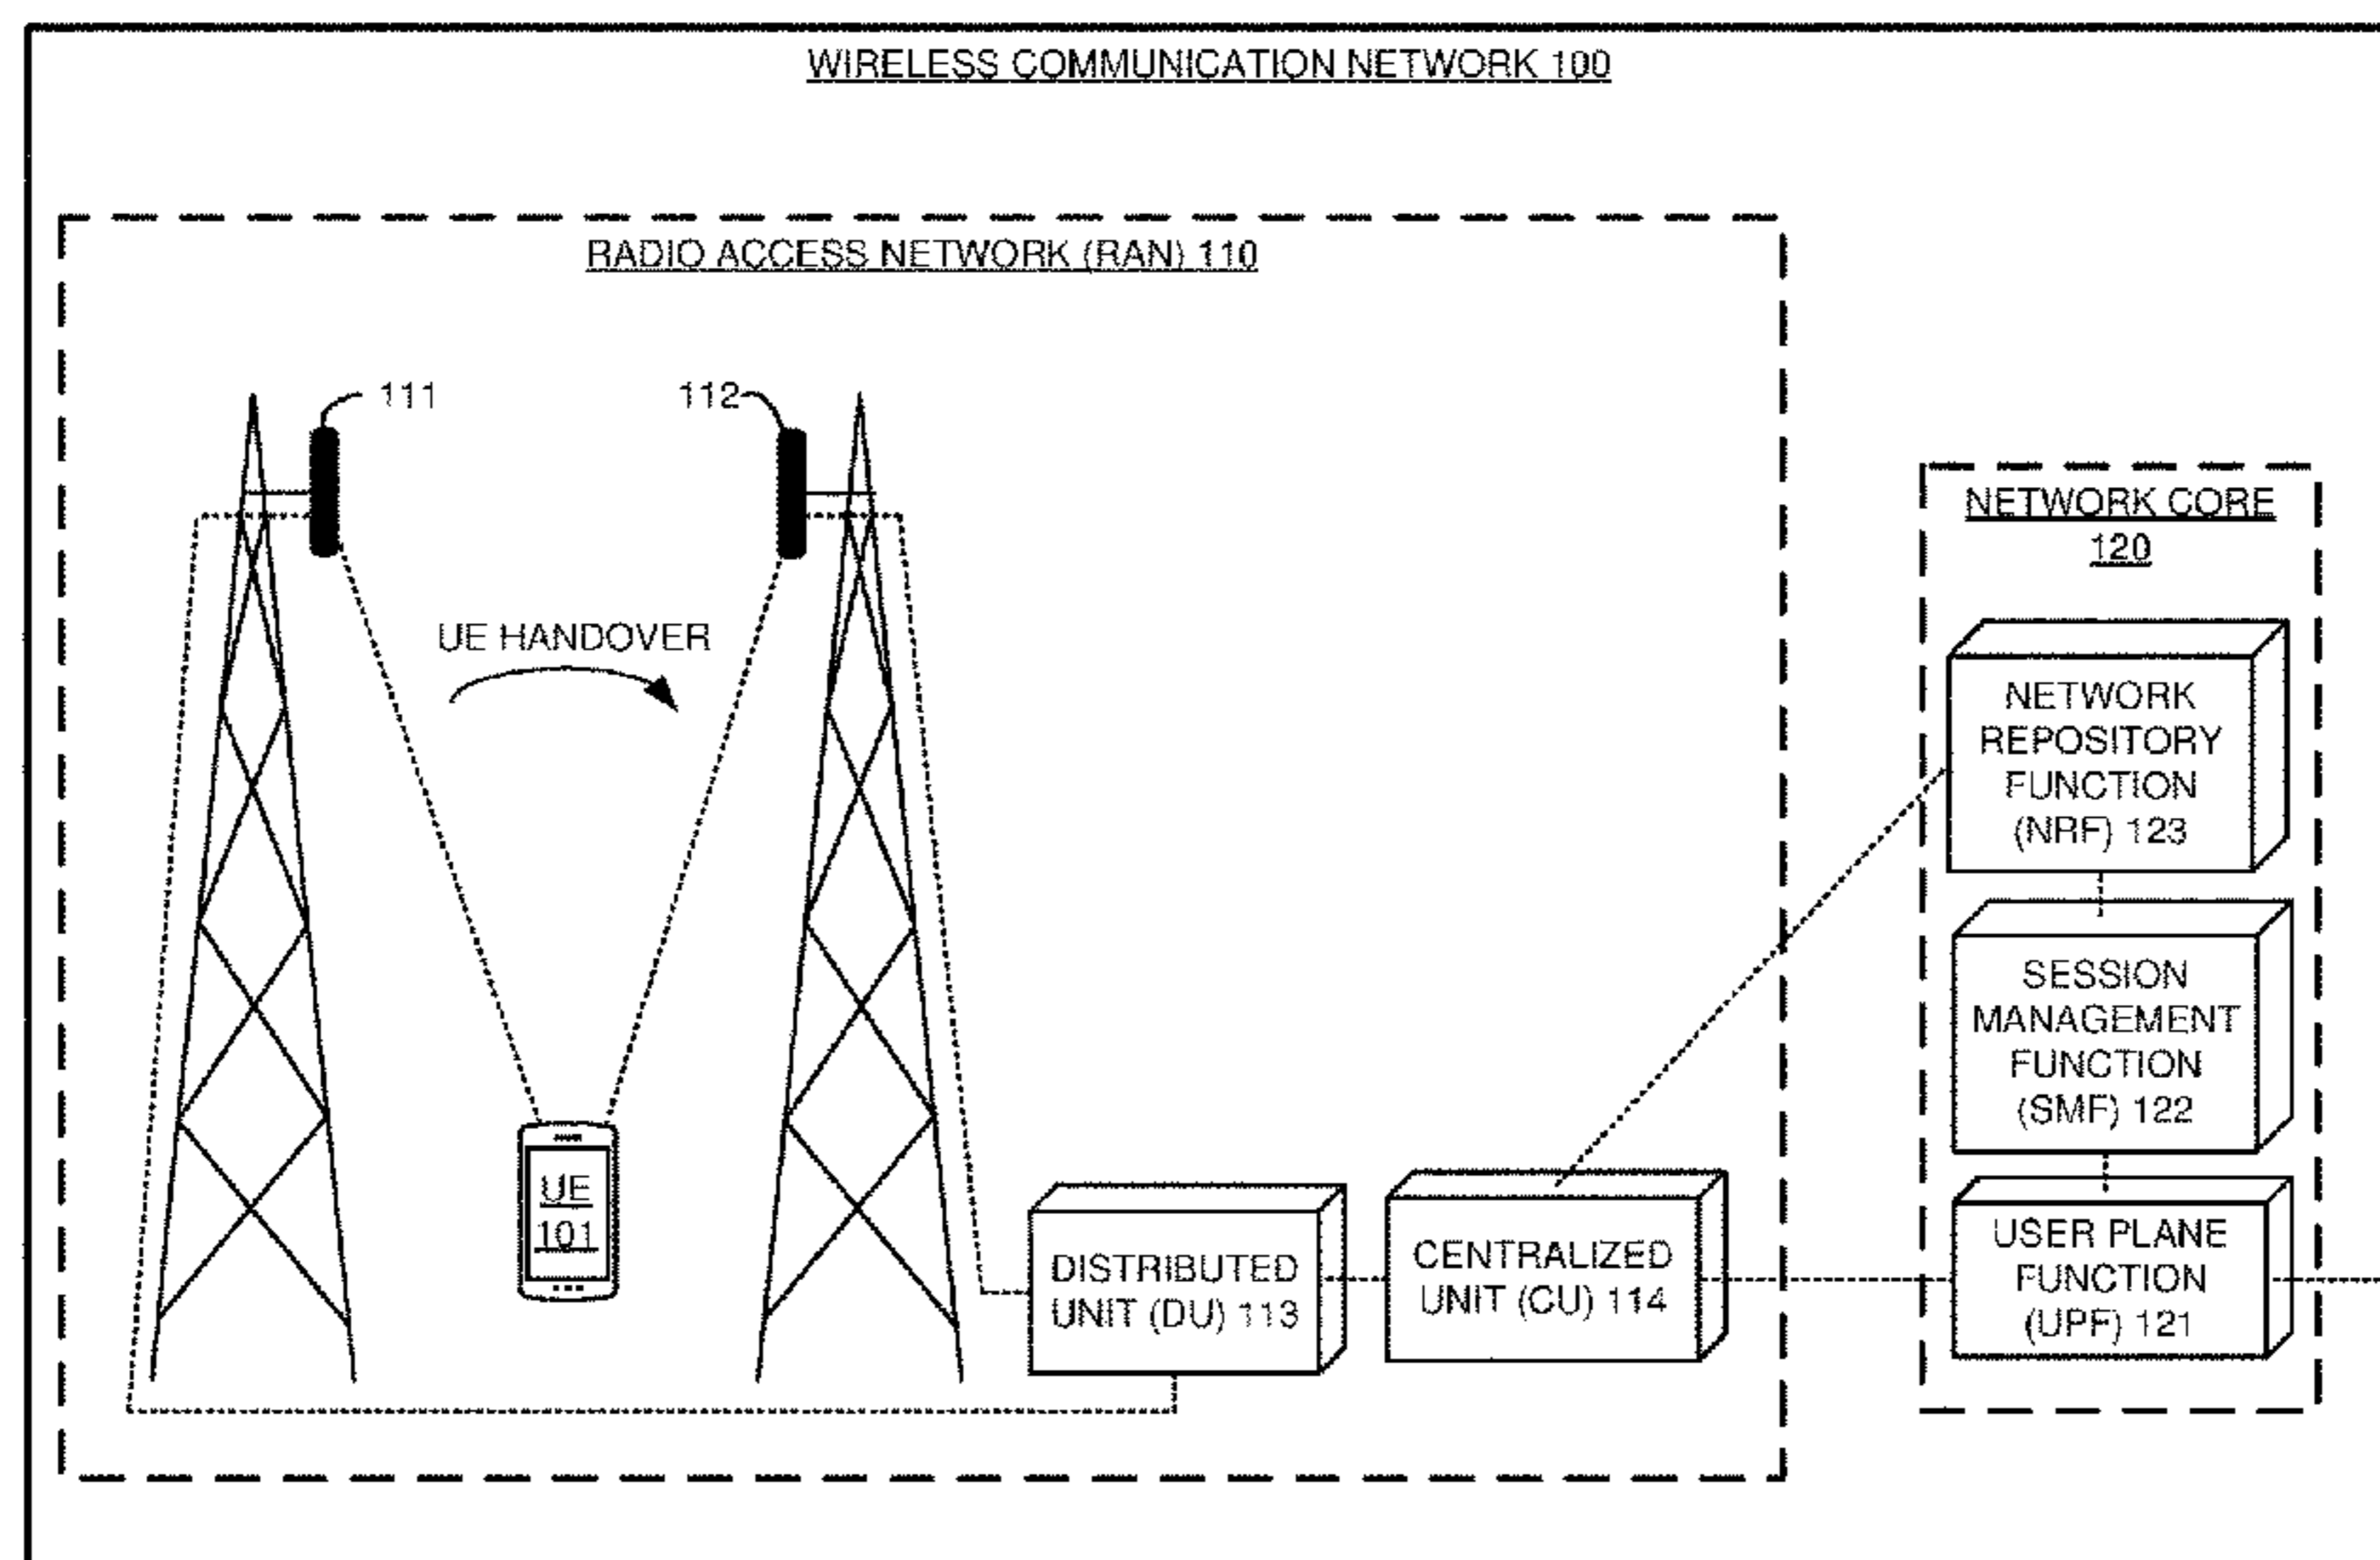 WIRELESS COMMUNICATION NETWORK 100
RADIO ACCESS NETWORK (RAN) 110
111
112
UE HANDOVER
UE
101
DISTRIBUTED
UNIT (DU) 113
CENTRALIZED
UNIT (CU) 114
NETWORK CORE
120
NETWORK
REPOSITORY
FUNCTION
(NRF) 123
SESSION
MANAGEMENT
FUNCTION
(SMF) 122
USER PLANE
FUNCTION
(UPF) 121